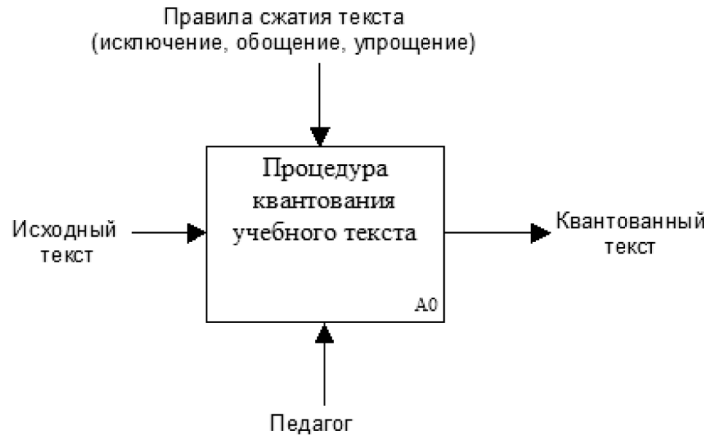 Правила сжатия текста
(исключение, обощение, упрощение)
Процедура
квантования
учебного текста
Исходный
текст
Квантованный
текст
A0
Педагог